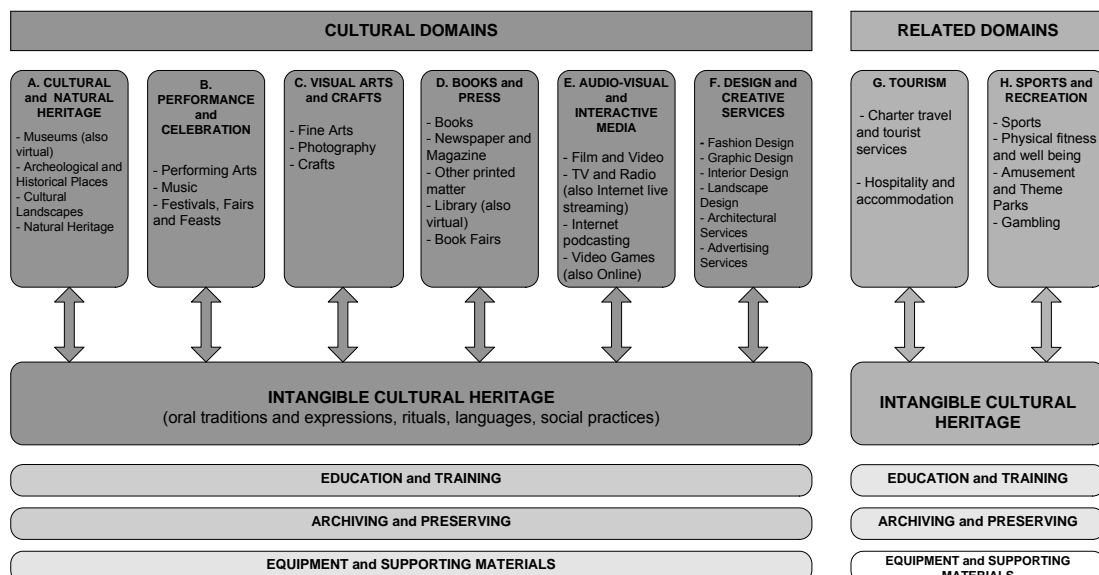 CULTURAL DOMAINS
RELATED DOMAINS
A. CULTURAL
and NATURAL
HERITAGE
- Museums (also
virtual)
- Archeological and
Historical Places
- Cultural
Landscapes
- Natural Heritage
B.
PERFORMANCE
and
CELEBRATION
- Performing Arts
- Music
- Festivals, Fairs
and Feasts
C. VISUAL ARTS
and CRAFTS
- Fine Arts
- Photography
- Crafts
D. BOOKS and
PRESS
- Books
- Newspaper and
Magazine
- Other printed
matter
- Library (also
virtual)
- Book Fairs
E. AUDIO-VISUAL
and
INTERACTIVE
MEDIA
- Film and Video
- TV and Radio
(also Internet live
streaming)
- Internet
podcasting
- Video Games
(also Online)
F. DESIGN and
CREATIVE
SERVICES
- Fashion Design
- Graphic Design
- Interior Design
- Landscape
Design
- Architectural
Services
- Advertising
Services
G. TOURISM
- Charter travel
and tourist
services
- Hospitality and
accommodation
H. SPORTS and
RECREATION
- Sports
- Physical fitness
and well being
- Amusement
and Theme
Parks
- Gambling
INTANGIBLE CULTURAL HERITAGE
(oral traditions and expressions, rituals, languages, social practices)
INTANGIBLE CULTURAL
HERITAGE
EDUCATION and TRAINING
EDUCATION and TRAINING
ARCHIVING and PRESERVING
ARCHIVING and PRESERVING
EQUIPMENT and SUPPORTING MATERIALS
EQUIPMENT and SUPPORTING
MATERIALS